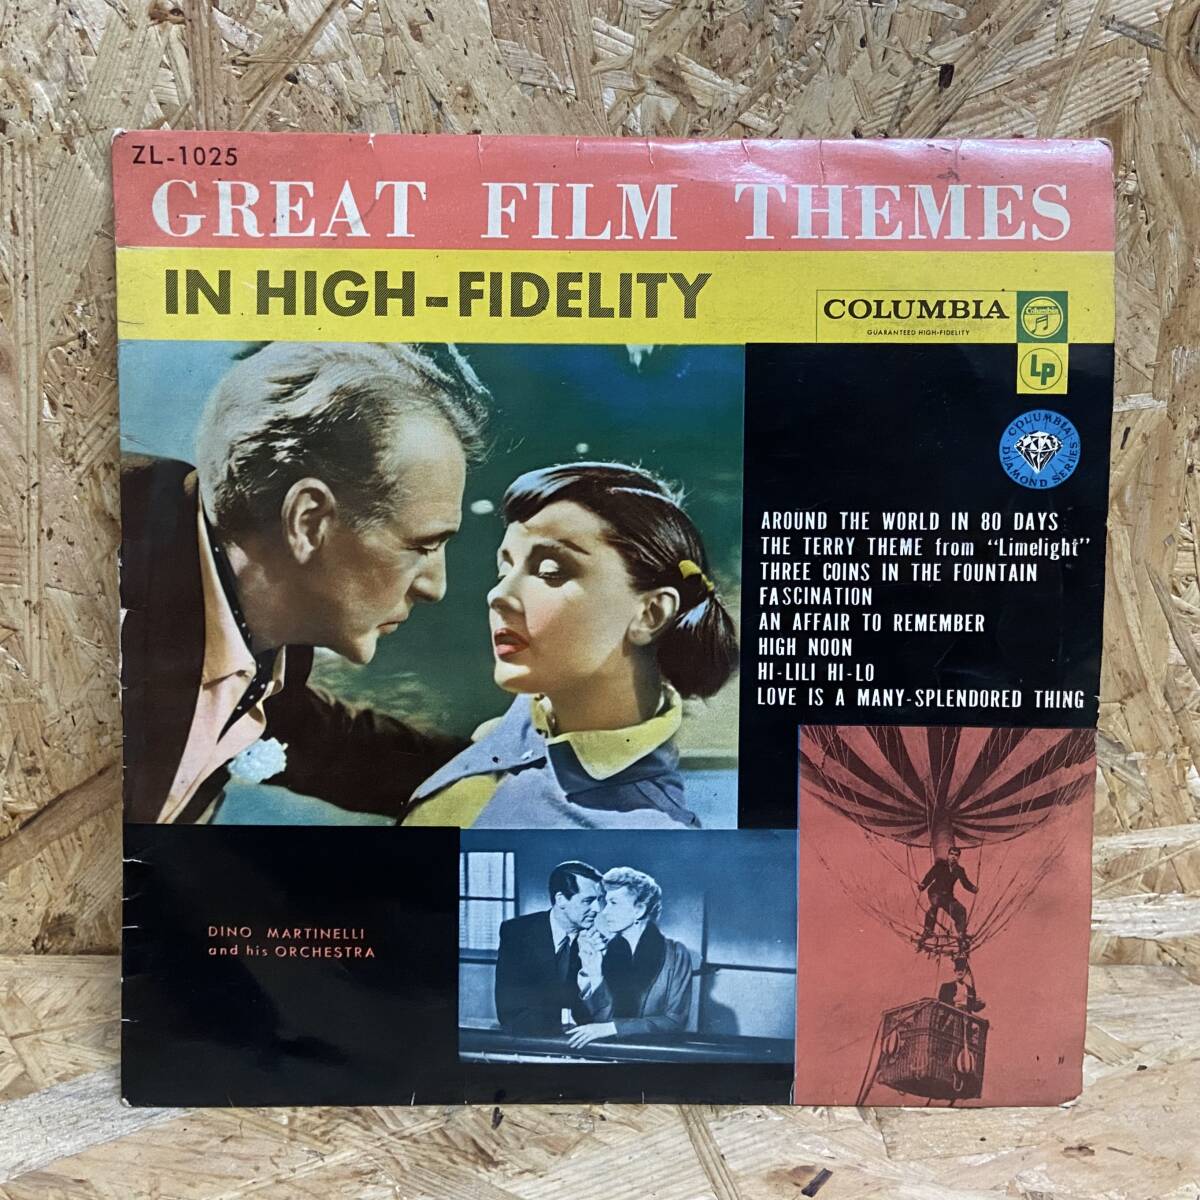 ZL-1025
GREAT FILM THEMES
IN HIGH-FIDELITY
COLUMBIA
GUARANTEED HIGH-FIDELITY
Columbia
LP
COLUMBIA
DIAMOND SERIES
AROUND THE WORLD IN 80 DAYS
THE TERRY THEME from "Limelight"
THREE COINS IN THE FOUNTAIN
FASCINATION
AN AFFAIR TO REMEMBER
HIGH NOON
HI-LILI HI-LO
LOVE IS A MANY-SPLENDORED THING
DINO MARTINELLI
and his ORCHESTRA